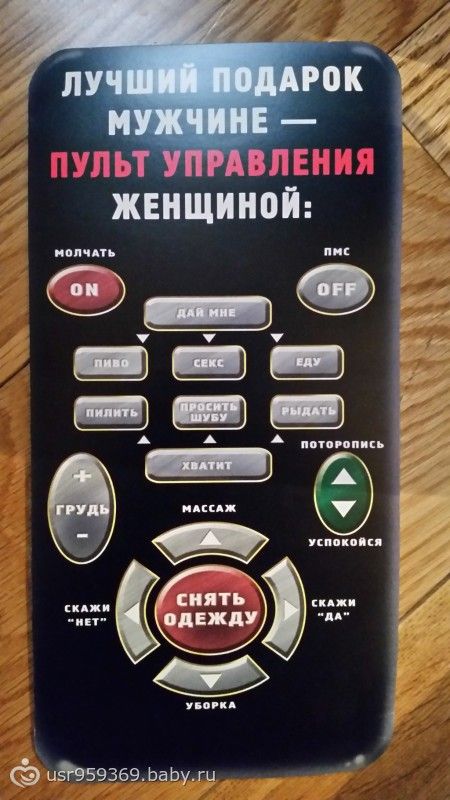 ЛУЧШИЙ ПОДАРОК
МУЖЧИНЕ —
ПУЛЬТ УПРАВЛЕНИЯ
ЖЕНЩИНОЙ:
МОЛЧАТЬ
ПМС
ON
OFF
ДАЙ МНЕ
ПИВО СЕКС ЕДУ
ПИЛИТЬ ПРОСИТЬ ШУБУ РЫДАТЬ
ХВАТИТ
ПОТОРОПИСЬ
+
ГРУДЬ
-
УСПОКОЙСЯ
МАССАЖ
СКАЖИ
"НЕТ"
СНЯТЬ
ОДЕЖДУ
СКАЖИ
"ДА"
УБОРКА
usr959369.baby.ru